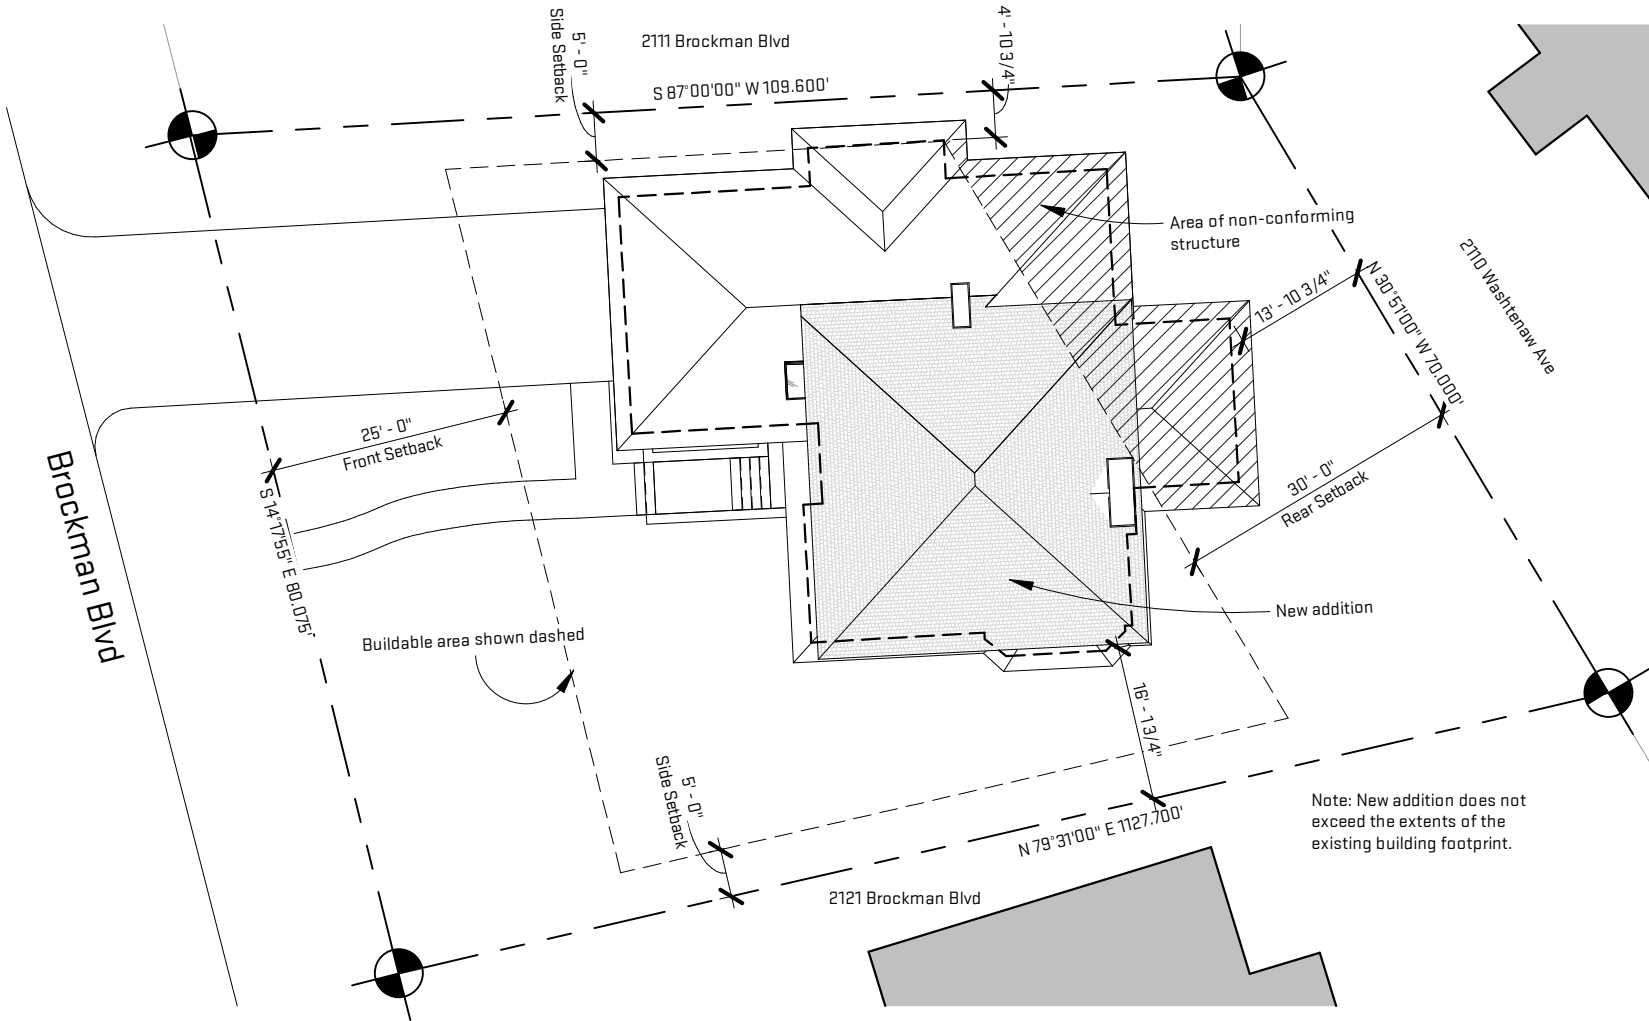 2111 Brockman Blvd
S 87°00'00" W 109.600'
5' - 0"
Side Setback
4' - 10 3/4"
Area of non-conforming
structure
2110 Washtenaw Ave
N 30°51'00" W 70.000'
13' - 10 3/4"
30' - 0"
Rear Setback
25' - 0"
Front Setback
Brockman Blvd
S 14°17'55" E 80.075'
Buildable area shown dashed
New addition
16' - 1 3/4"
5' - 0"
Side Setback
N 79°31'00" E 1127.700'
2121 Brockman Blvd
Note: New addition does not
exceed the extents of the
existing building footprint.